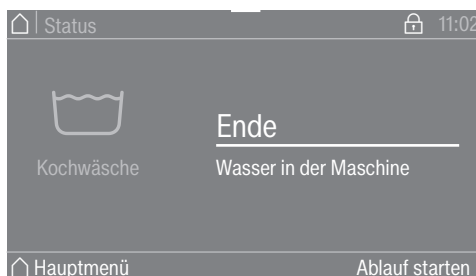 Status 11:02
Ende
Kochwäsche Wasser in der Maschine
Hauptmenü Ablauf starten